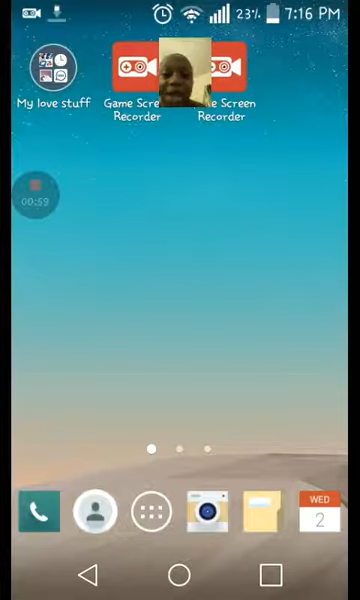 23% 7:16 PM
My love stuff
Game Scre
Recorder
e Screen
Recorder
00:59
WED
2